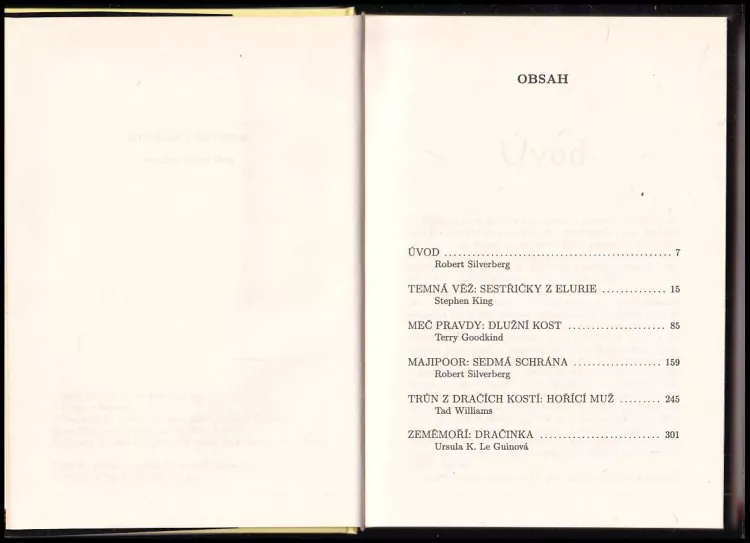 OBSAH
ÚVOD ................................................ 7
Robert Silverberg
TEMNÁ VĚŽ: SESTŘIČKY Z ELURIE .............. 15
Stephen King
MEČ PRAVDY: DLUŽNÍ KOST ..................... 85
Terry Goodkind
MAJIPOOR: SEDMÁ SCHRÁNA ................... 159
Robert Silverberg
TRŮN Z DRAČÍCH KOSTÍ: HOŘÍCÍ MUŽ ......... 245
Tad Williams
ZEMĚMOŘÍ: DRAČINKA .......................... 301
Ursula K. Le Guinová